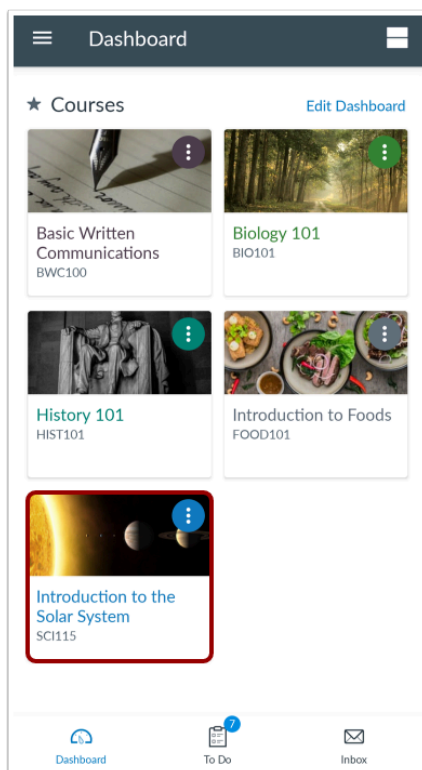 Dashboard
Courses
Edit Dashboard
Basic Written
Communications
BWC100
Biology 101
BIO101
History 101
HIST101
Introduction to Foods
FOOD101
Introduction to the
Solar System
SCI115
7
Dashboard
To Do
Inbox